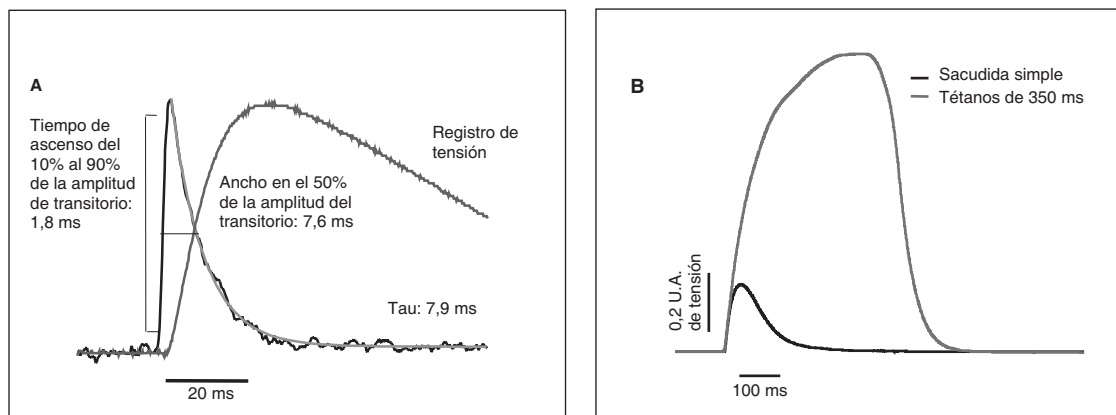 A
Tiempo de
ascenso del
10% al 90%
de la amplitud
de transitorio:
1,8 ms
Ancho en el 50%
de la amplitud del
transitorio: 7,6 ms
Registro de
tensión
Tau: 7,9 ms
20 ms
B
Sacudida simple
Tétanos de 350 ms
0,2 U.A.
de tensión
100 ms